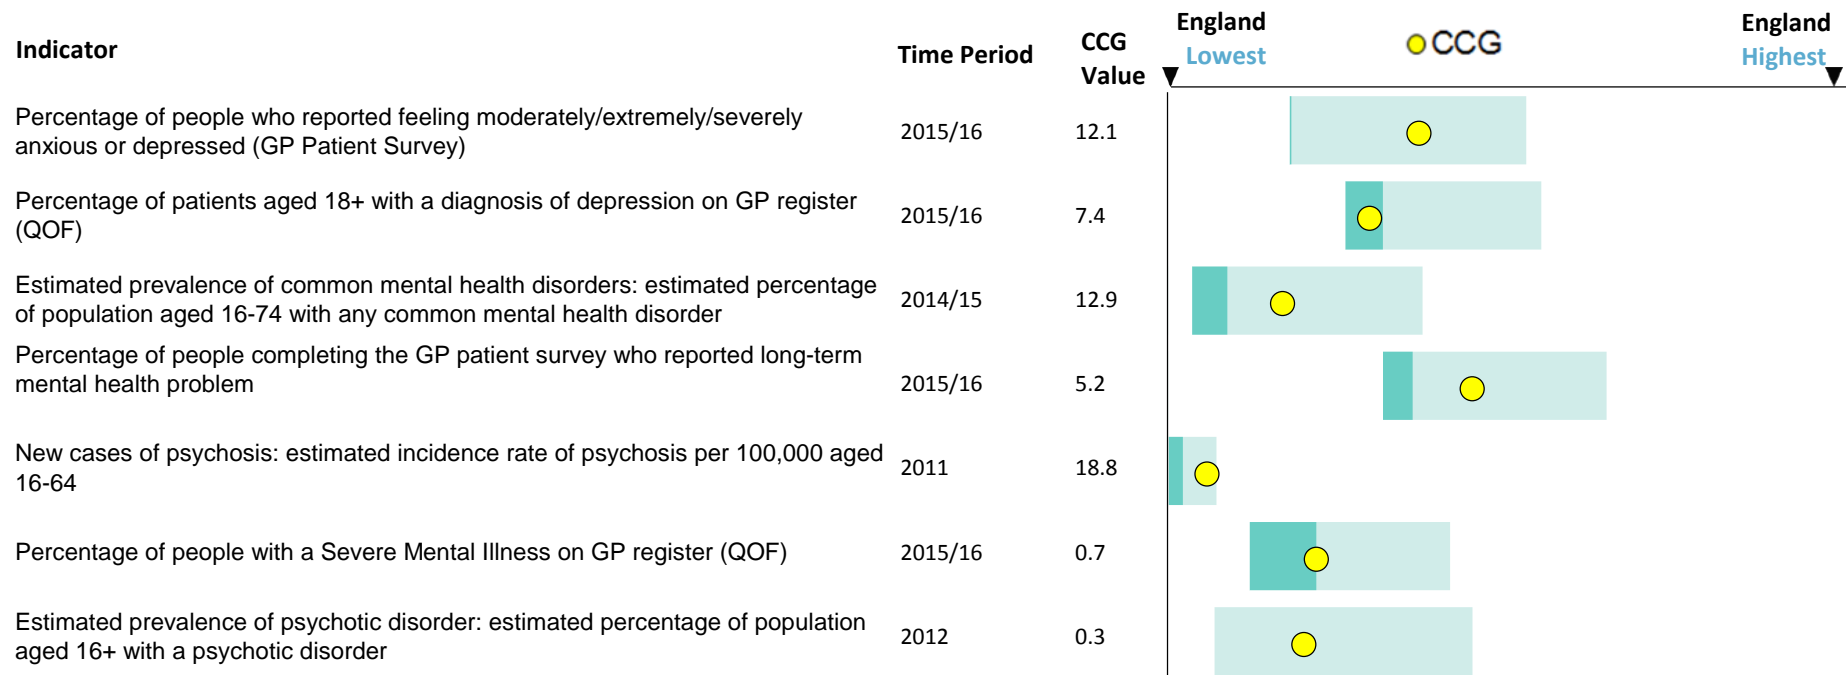 Indicator
Time Period
CCG
Value
England
Lowest
CCG
England
Highest
Percentage of people who reported feeling moderately/extremely/severely
anxious or depressed (GP Patient Survey)
2015/16
12.1
Percentage of patients aged 18+ with a diagnosis of depression on GP register
(QOF)
2015/16
7.4
Estimated prevalence of common mental health disorders: estimated percentage
of population aged 16-74 with any common mental health disorder
2014/15
12.9
Percentage of people completing the GP patient survey who reported long-term
mental health problem
2015/16
5.2
New cases of psychosis: estimated incidence rate of psychosis per 100,000 aged
16-64
2011
18.8
Percentage of people with a Severe Mental Illness on GP register (QOF)
2015/16
0.7
Estimated prevalence of psychotic disorder: estimated percentage of population
aged 16+ with a psychotic disorder
2012
0.3